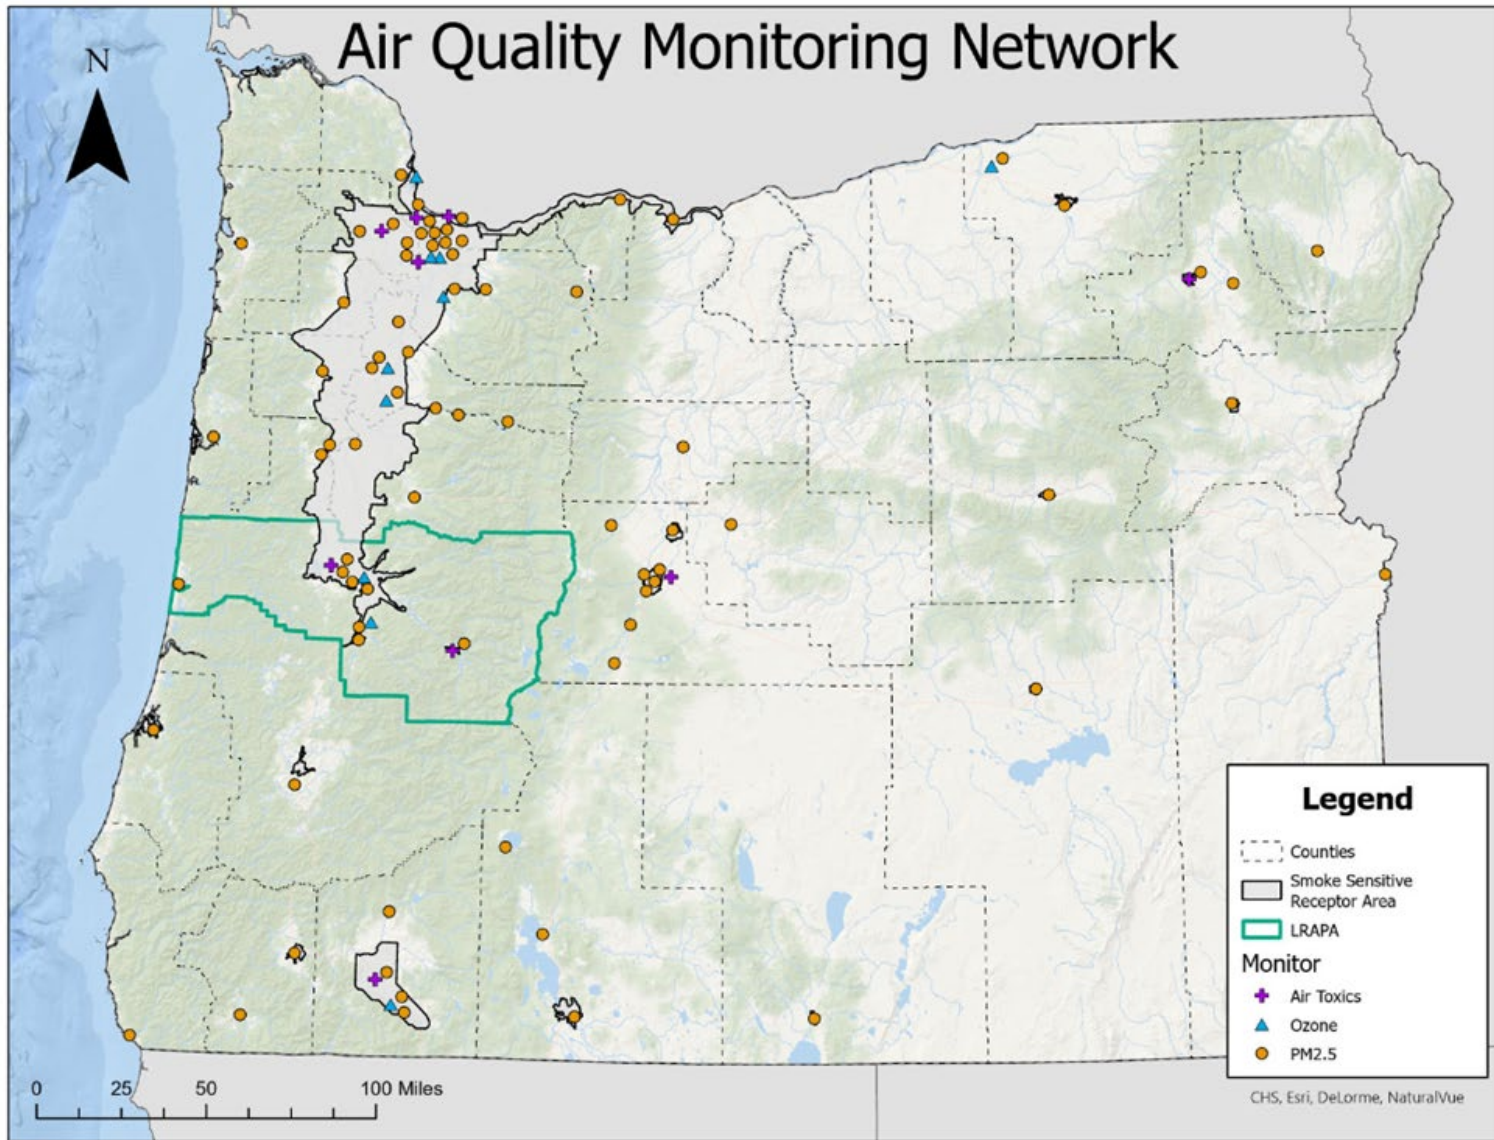 Air Quality Monitoring Network
N
Legend
Counties
Smoke Sensitive
Receptor Area
LRAPA
Monitor
Air Toxics
Ozone
PM2.5
0 25 50 100 Miles
CHS, Esri, DeLorme, NaturalVue